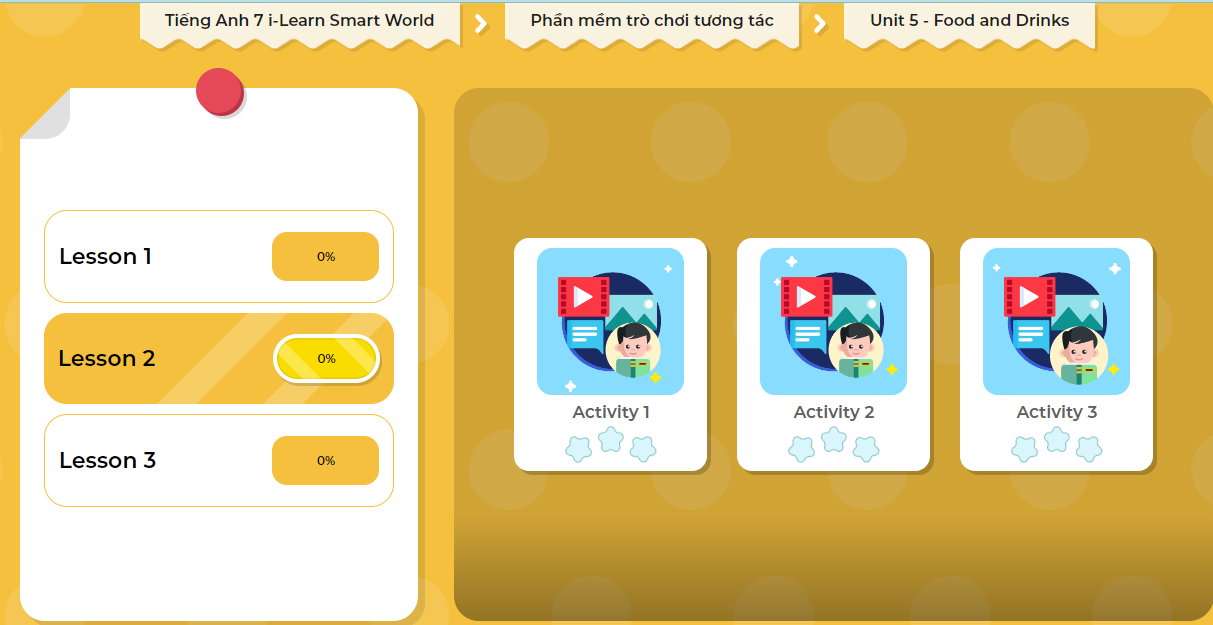 Tiếng Anh 7 i-Learn Smart World
Phần mềm trò chơi tương tác
Unit 5 - Food and Drinks
Lesson 1
0%
Lesson 2
0%
Lesson 3
0%
Activity 1
Activity 2
Activity 3